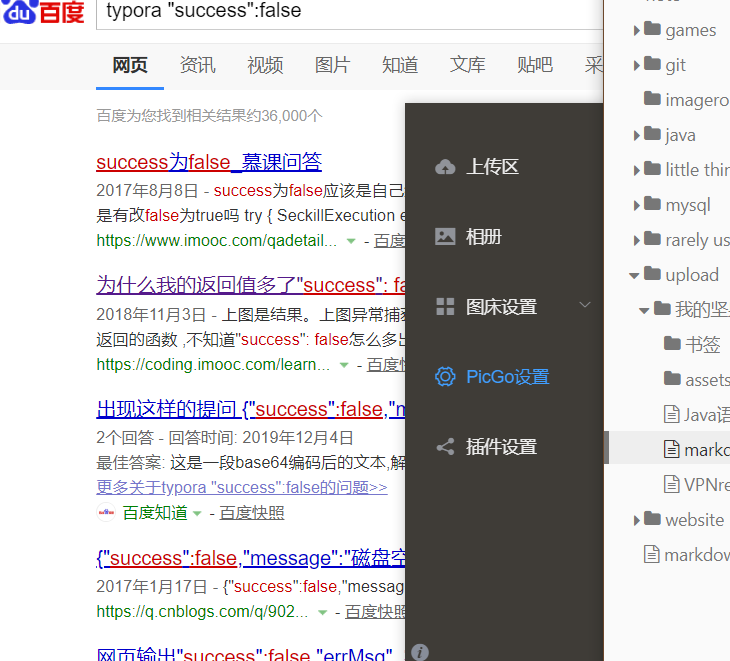 du 百度
typora "success":false
网页 资讯 视频 图片 知道 文库 贴吧 采
百度为您找到相关结果约36,000个
success为false_慕课问答
2017年8月8日 - success为false应该是自己
是有改false为true吗 try { SeckillExecution e
https://www.imooc.com/qadetail... - 百度
为什么我的返回值多了"success": fa
2018年11月3日 - 上图是结果。上图异常捕
返回的函数 ,不知道"success": false怎么多出
https://coding.imooc.com/learn... - 百度快
出现这样的提问 {"success":false,"m
2个回答 - 回答时间: 2019年12月4日
最佳答案: 这是一段base64编码后的文本,解
更多关于typora "success":false的问题>>
百度知道 - 百度快照
{"success":false,"message":"磁盘空
2017年1月17日 - {"success":false,"message
https://q.cnblogs.com/q/902... - 百度快照
网页输出"success":false,"errMsg"
上传区
相册
图床设置
PicGo设置
插件设置
games
git
imagero
java
little thin
mysql
rarely us
upload
我的坚
书签
assets
Java语
markdo
VPNre
website
markdow